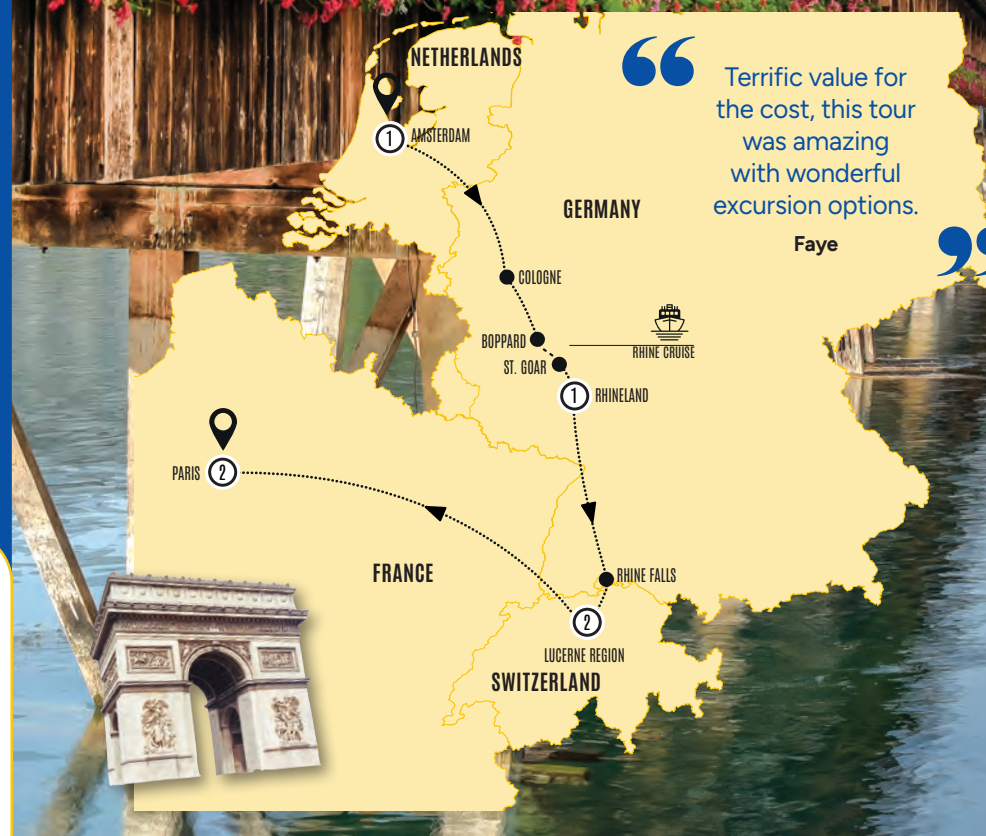 NETHERLANDS
“
Terrific value for
the cost, this tour
was amazing
with wonderful
excursion options.
”
Faye
1
AMSTERDAM
GERMANY
COLOGNE
BOPPARD
RHINE CRUISE
ST. GOAR
1
RHINELAND
PARIS
2
FRANCE
RHINE FALLS
2
LUCERNE REGION
SWITZERLAND